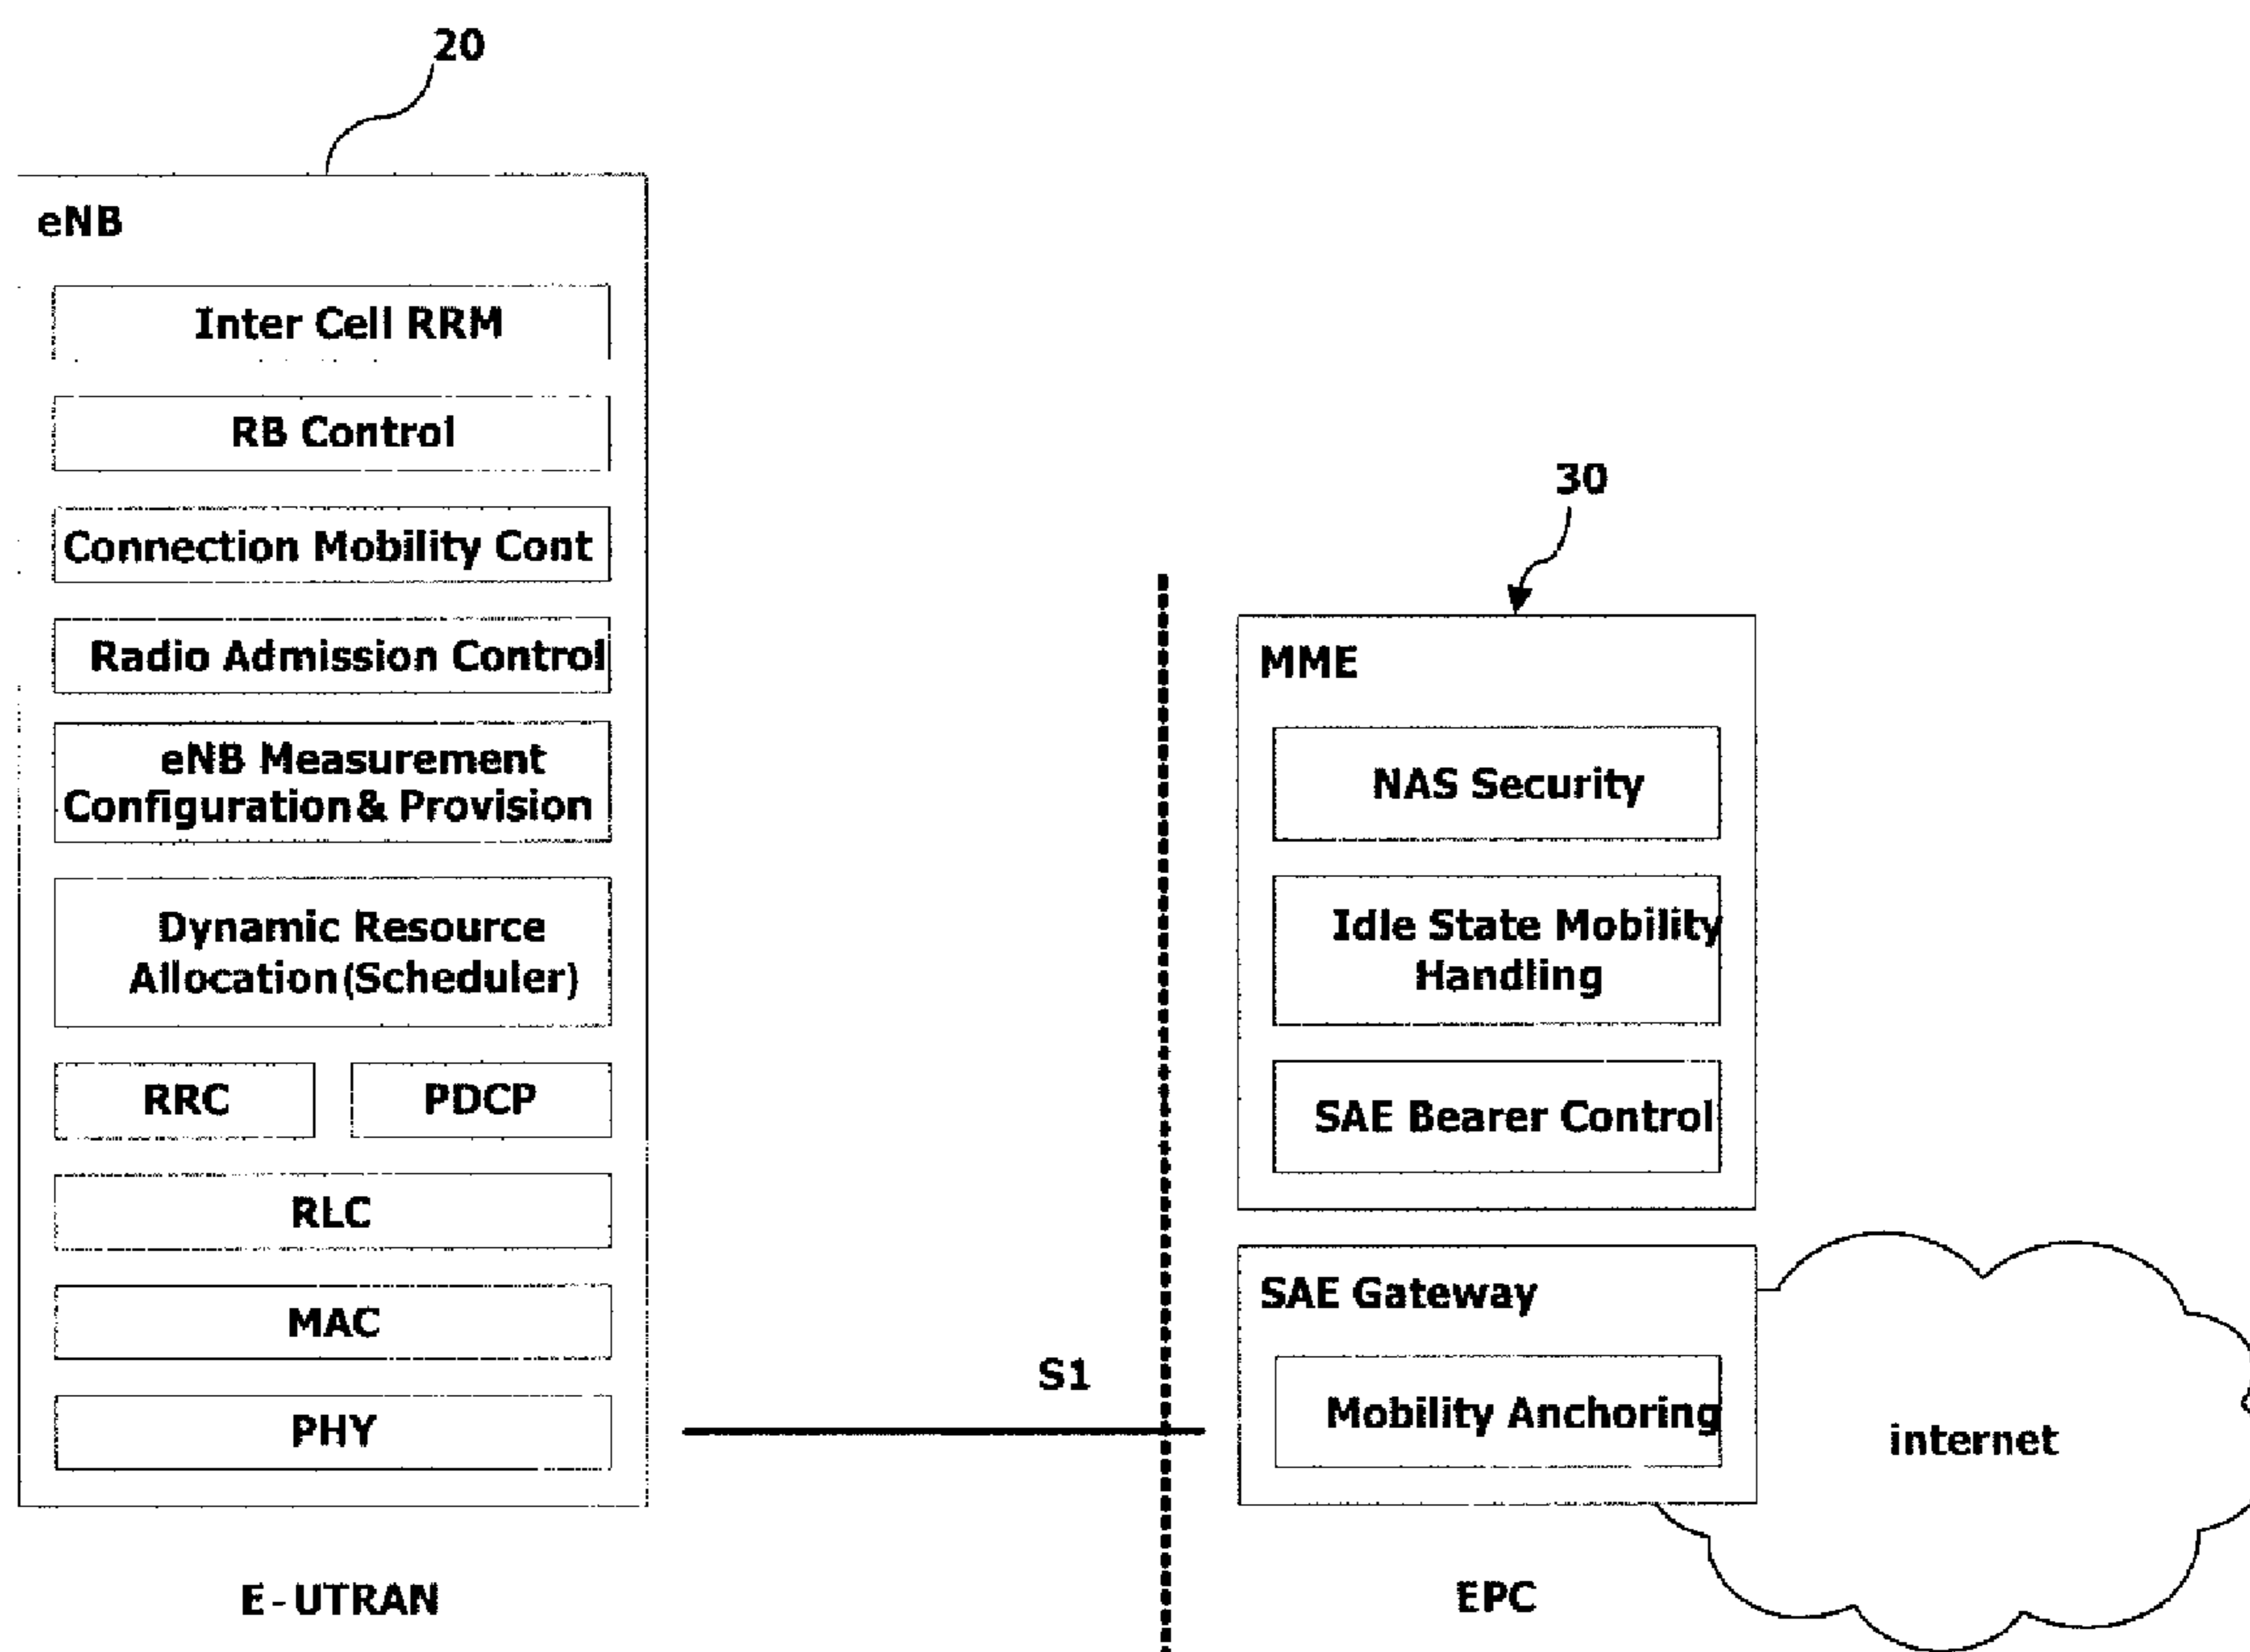 20
eNB
Inter Cell RRM
RB Control
Connection Mobility Cont
Radio Admission Control
eNB Measurement
Configuration & Provision
Dynamic Resource
Allocation(Scheduler)
RRC
PDCP
RLC
MAC
PHY
E-UTRAN
S1
30
MME
NAS Security
Idle State Mobility
Handling
SAE Bearer Control
SAE Gateway
Mobility Anchoring
EPC
internet